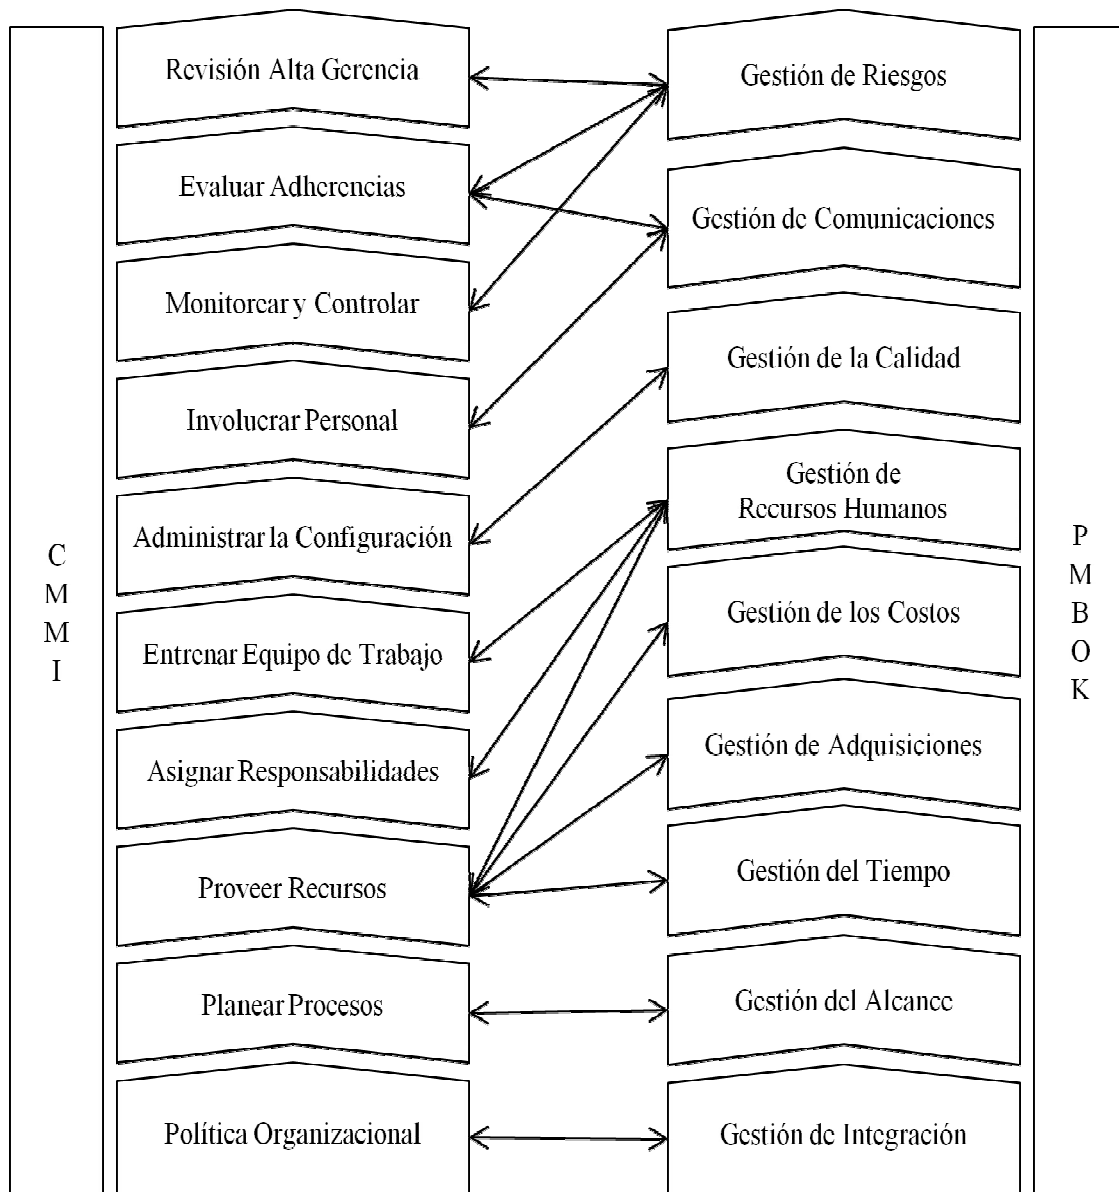 C
M
M
I
Revisión Alta Gerencia
Evaluar Adherencias
Monitorear y Controlar
Involucrar Personal
Administrar la Configuración
Entrenar Equipo de Trabajo
Asignar Responsabilidades
Proveer Recursos
Planear Procesos
Política Organizacional
Gestión de Riesgos
Gestión de Comunicaciones
Gestión de la Calidad
Gestión de
Recursos Humanos
Gestión de los Costos
Gestión de Adquisiciones
Gestión del Tiempo
Gestión del Alcance
Gestión de Integración
P
M
B
O
K